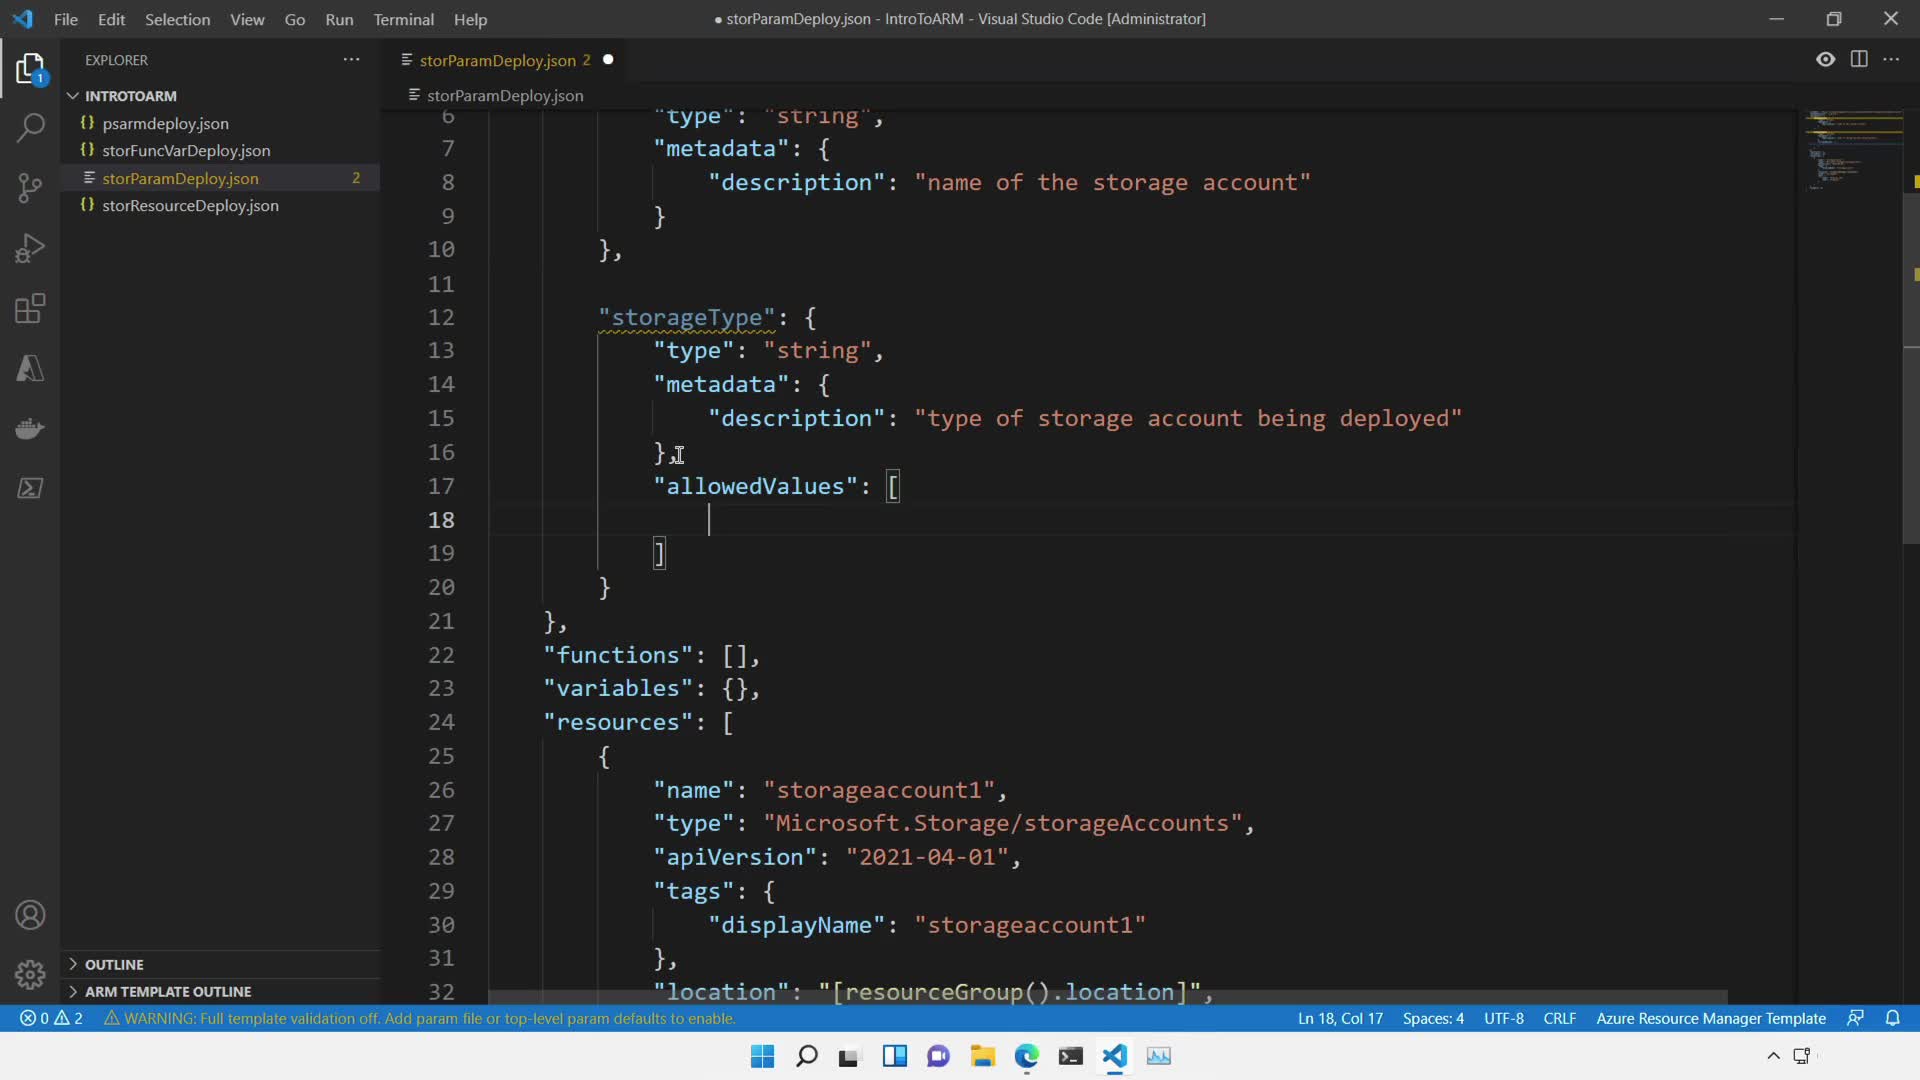 File Edit Selection View Go Run Terminal Help
● storParamDeploy.json - IntroToARM - Visual Studio Code [Administrator]
EXPLORER
INTROTOARM
{} psarmdeploy.json
{} storFuncVarDeploy.json
storParamDeploy.json 2
{} storResourceDeploy.json
OUTLINE
ARM TEMPLATE OUTLINE
1
storParamDeploy.json 2 ●
storParamDeploy.json
6 "type": "string",
7 "metadata": {
8 "description": "name of the storage account"
9 }
10 },
11
12 "storageType": {
13 "type": "string",
14 "metadata": {
15 "description": "type of storage account being deployed"
16 },
17 "allowedValues": [
18
19 ]
20 }
21 },
22 "functions": [],
23 "variables": {},
24 "resources": [
25 {
26 "name": "storageaccount1",
27 "type": "Microsoft.Storage/storageAccounts",
28 "apiVersion": "2021-04-01",
29 "tags": {
30 "displayName": "storageaccount1"
31 },
32 "location": "[resourceGroup().location]",
0 2 WARNING: Full template validation off. Add param file or top-level param defaults to enable. Ln 18, Col 17 Spaces: 4 UTF-8 CRLF Azure Resource Manager Template